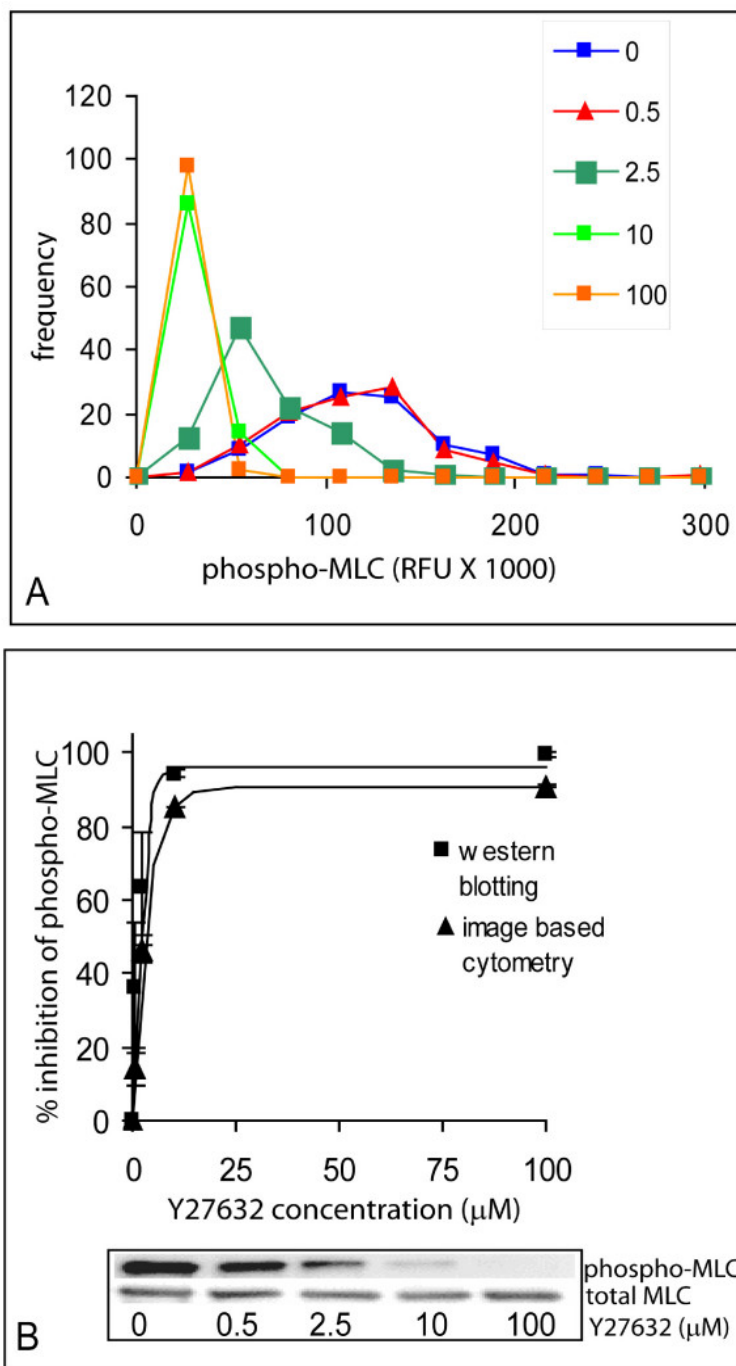 0
0.5
2.5
10
100
120
100
80
60
40
20
0
frequency
0 100 200 300
phospho-MLC (RFU X 1000)
A
100
80
60
40
20
0
% inhibition of phospho-MLC
western
blotting
image based
cytometry
0 25 50 75 100
Y27632 concentration (µM)
phospho-MLC
total MLC
0 0.5 2.5 10 100 Y27632 (µM)
B